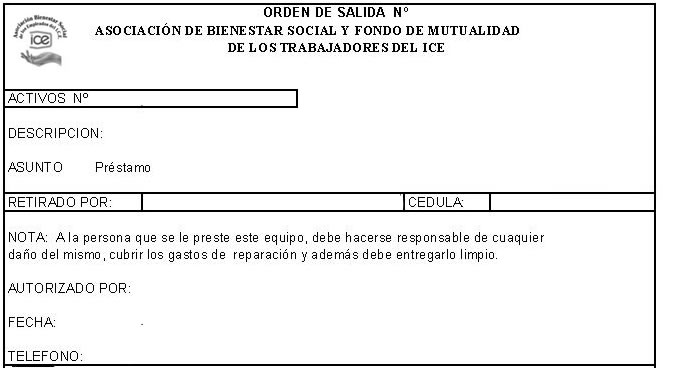 ORDEN DE SALIDA Nº
ASOCIACIÓN DE BIENESTAR SOCIAL Y FONDO DE MUTUALIDAD
DE LOS TRABAJADORES DEL ICE
Asociación Bienestar Social
de los Empleados del I.C.E.
ice
ACTIVOS Nº
DESCRIPCION:
ASUNTO Préstamo
RETIRADO POR: CEDULA:
NOTA: A la persona que se le preste este equipo, debe hacerse responsable de cuaquier
daño del mismo, cubrir los gastos de reparación y además debe entregarlo limpio.
AUTORIZADO POR:
FECHA:
TELEFONO: